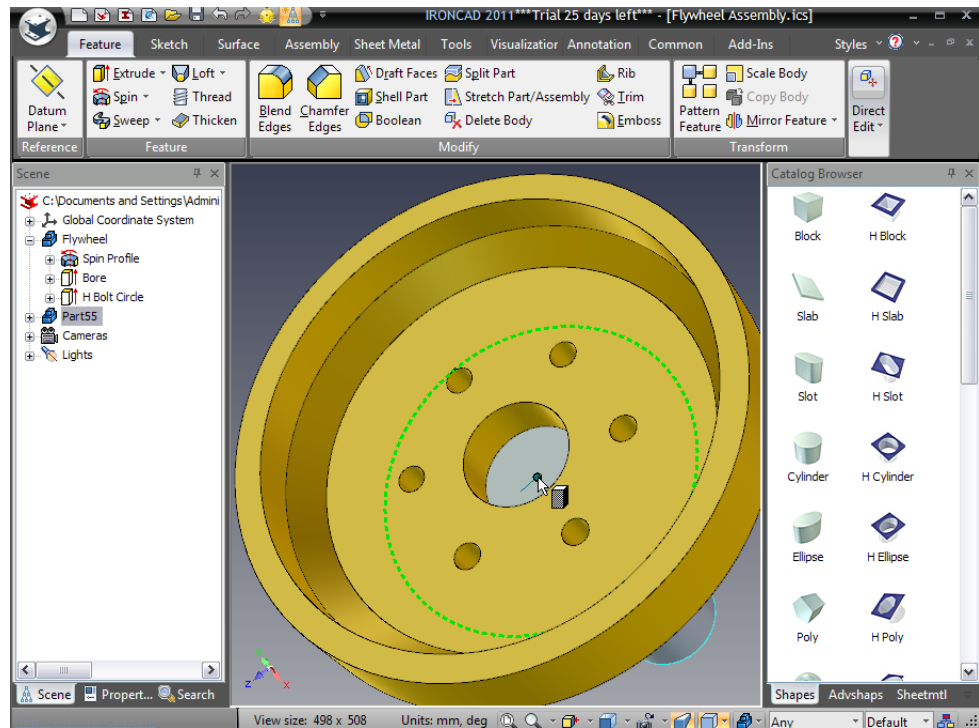 IRONCAD 2011***Trial 25 days left*** - [Flywheel Assembly.ics]
Feature Sketch Surface Assembly Sheet Metal Tools Visualizatior Annotation Common Add-Ins Styles
Extrude Loft Draft Faces Split Part Rib Scale Body
Spin Thread Shell Part Stretch Part/Assembly Trim Copy Body
Sweep Thicken Boolean Delete Body Emboss Mirror Feature
Datum Plane
Blend Edges
Chamfer Edges
Pattern Feature
Direct Edit
Reference Feature Modify Transform
Scene
C:\Documents and Settings\Admini
Global Coordinate System
Flywheel
Spin Profile
Bore
H Bolt Circle
Part55
Cameras
Lights
Z Y X
Catalog Browser
Block H Block
Slab H Slab
Slot H Slot
Cylinder H Cylinder
Ellipse H Ellipse
Poly H Poly
Scene Propert... Search
Shapes Advshaps Sheetmtl
View size: 498 x 508 Units: mm, deg Any Default